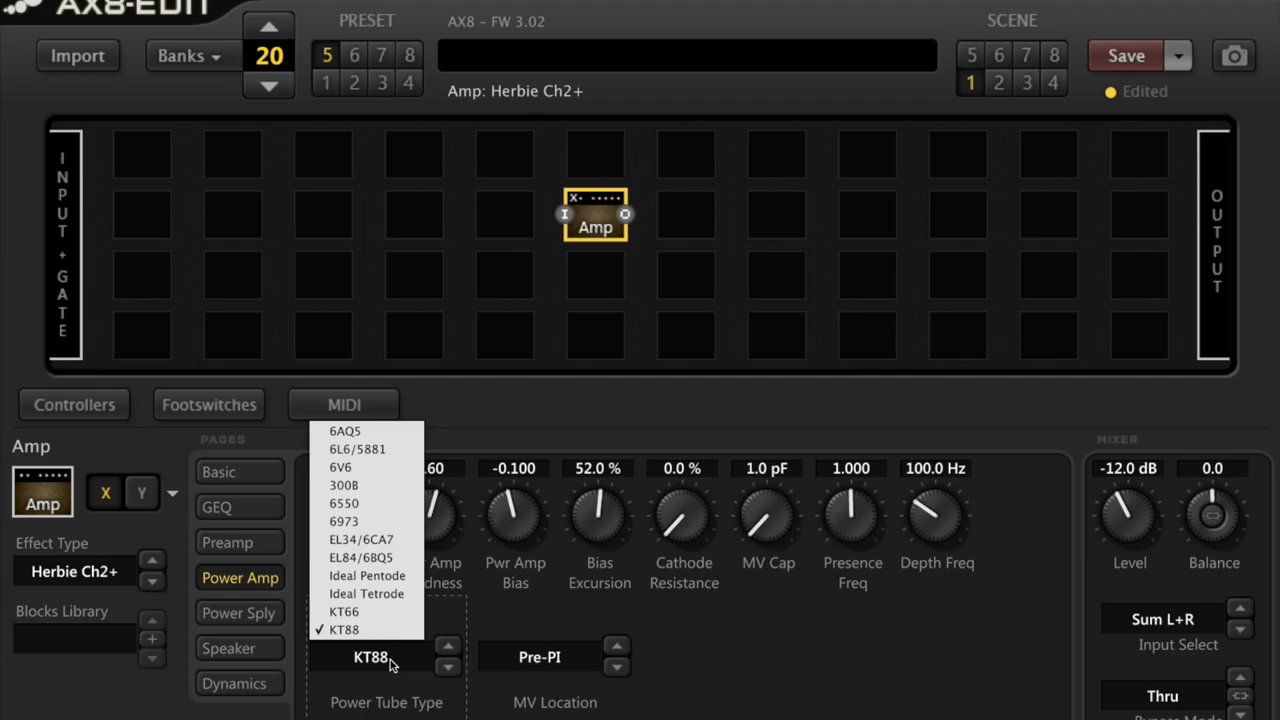 AX8-EDIT
PRESET
AX8 - FW 3.02
SCENE
Import
Banks
20
5 6 7 8
1 2 3 4
5 6 7 8
1 2 3 4
Save
Amp: Herbie Ch2+
Edited
INPUT + GATE
X
Amp
I
O
OUTPUT
Controllers
Footswitches
MIDI
Amp
PAGES
MIXER
6AQ5
6L6/5881
6V6
300B
6550
6973
EL34/6CA7
EL84/6BQ5
Ideal Pentode
Ideal Tetrode
KT66
✓ KT88
Amp
X Y
Effect Type
Herbie Ch2+
Blocks Library
Basic
GEQ
Preamp
Power Amp
Power Sply
Speaker
Dynamics
-0.100
52.0 %
0.0 %
1.0 pF
1.000
100.0 Hz
-12.0 dB
0.0
Amp
Pwr Amp
Bias
Bias
Excursion
Cathode
Resistance
MV Cap
Presence
Freq
Depth Freq
Level
Balance
KT88
Power Tube Type
Pre-PI
MV Location
Sum L+R
Input Select
Thru